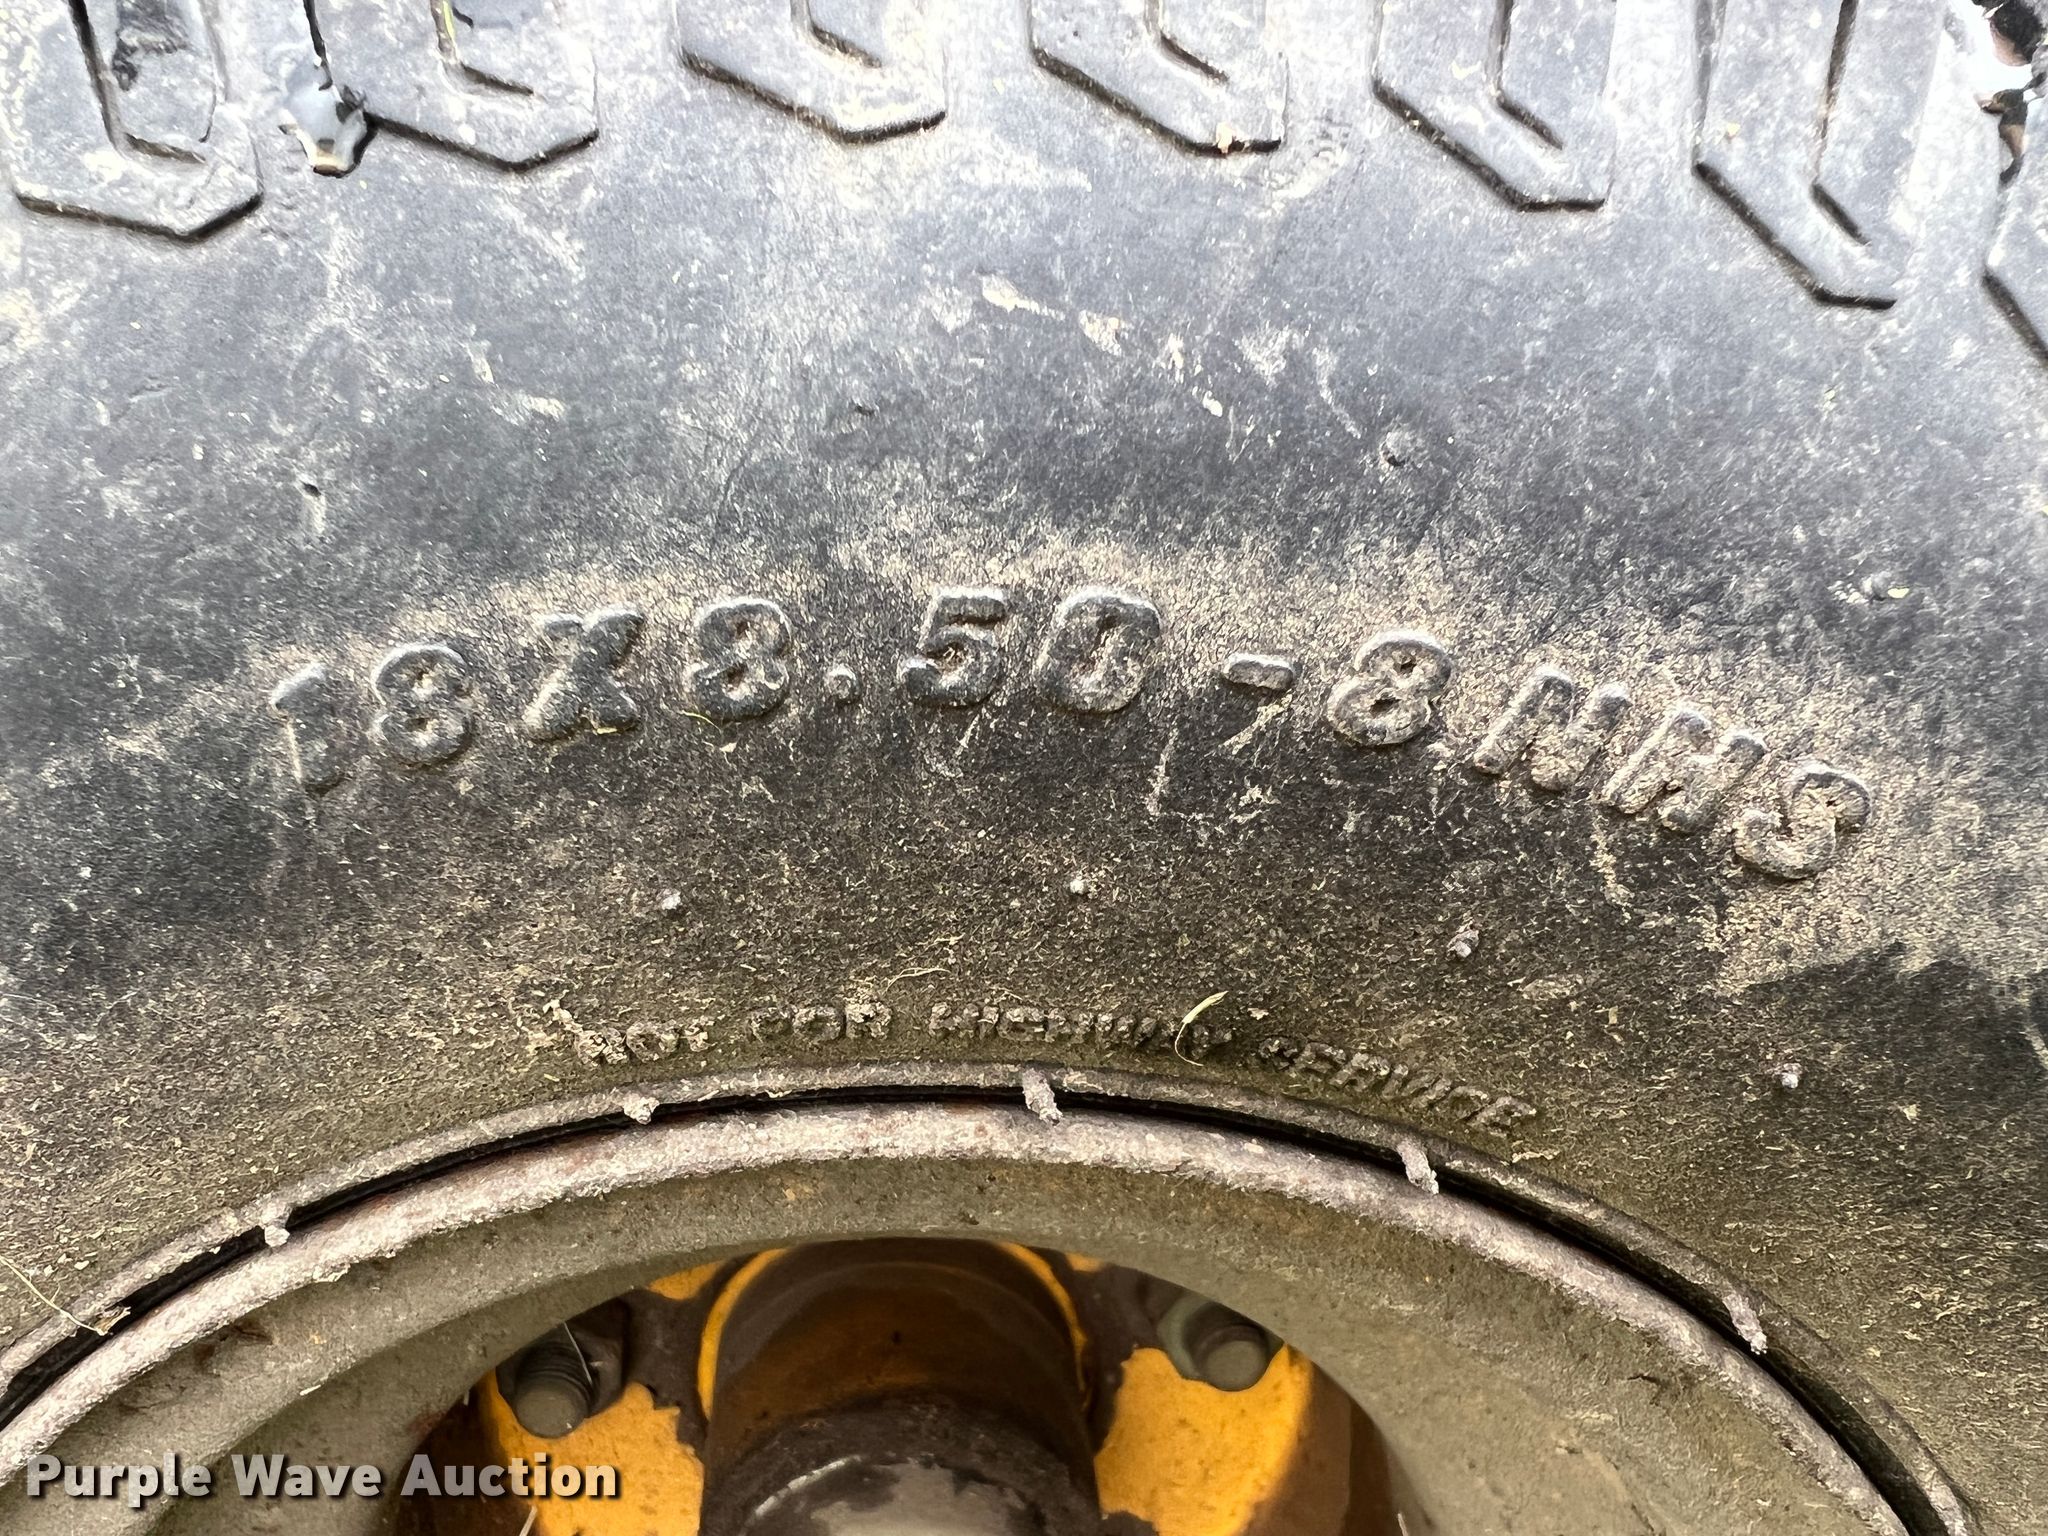 18X8.50-8 NHS
NOT FOR HIGHWAY SERVICE
Purple Wave Auction